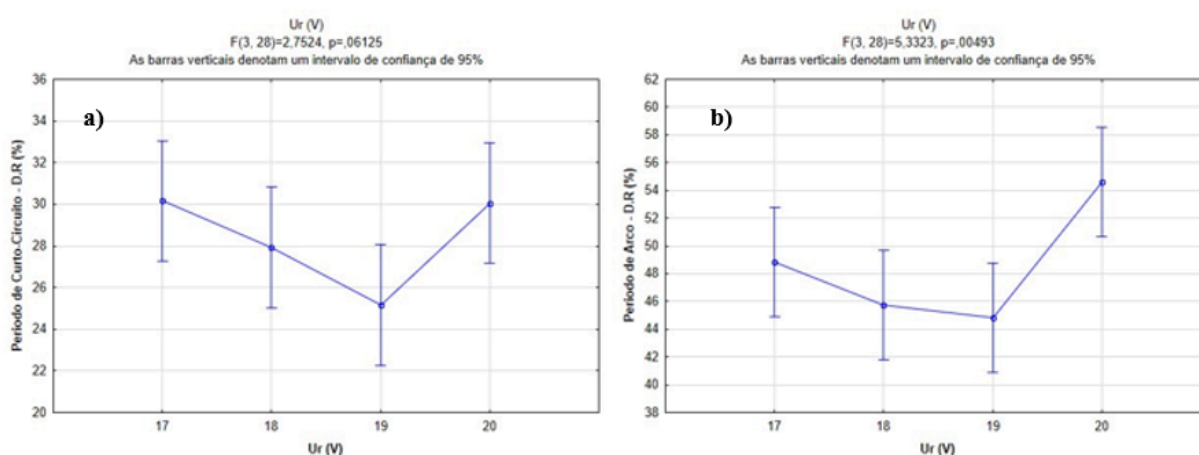 Ur (V)
F(3, 28)=2,7524, p=,06125
As barras verticais denotam um intervalo de confiança de 95%
36
34
32
30
28
26
24
22
20
a)
Período de Curto-Circuito - D.R (%)
17 18 19 20
Ur (V)
Ur (V)
F(3, 28)=5,3323, p=,00493
As barras verticais denotam um intervalo de confiança de 95%
62
60
58
56
54
52
50
48
46
44
42
40
38
b)
Período de Arco - D.R (%)
17 18 19 20
Ur (V)